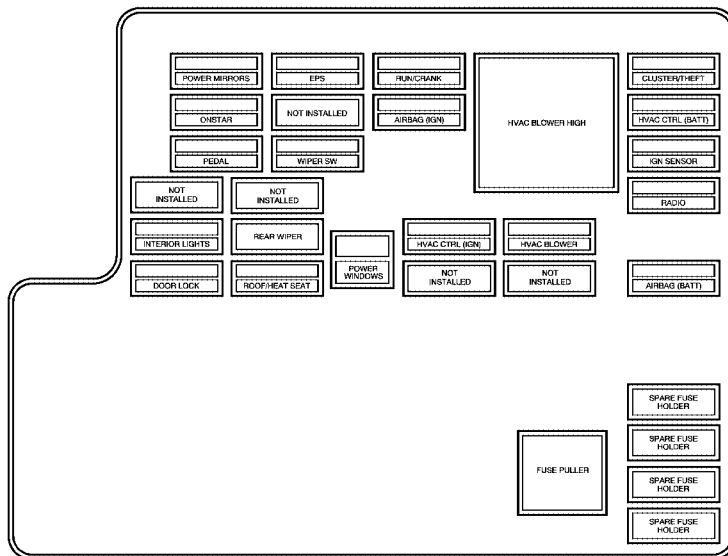 POWER MIRRORS
EPS
RUN/CRANK
HVAC BLOWER HIGH
CLUSTER/THEFT
ONSTAR
NOT INSTALLED
AIRBAG (IGN)
HVAC CTRL (BATT)
PEDAL
WIPER SW
IGN SENSOR
NOT
INSTALLED
NOT
INSTALLED
RADIO
INTERIOR LIGHTS
REAR WIPER
POWER
WINDOWS
HVAC CTRL (IGN)
HVAC BLOWER
DOOR LOCK
ROOF/HEAT SEAT
NOT
INSTALLED
NOT
INSTALLED
AIRBAG (BATT)
SPARE FUSE
HOLDER
SPARE FUSE
HOLDER
FUSE PULLER
SPARE FUSE
HOLDER
SPARE FUSE
HOLDER